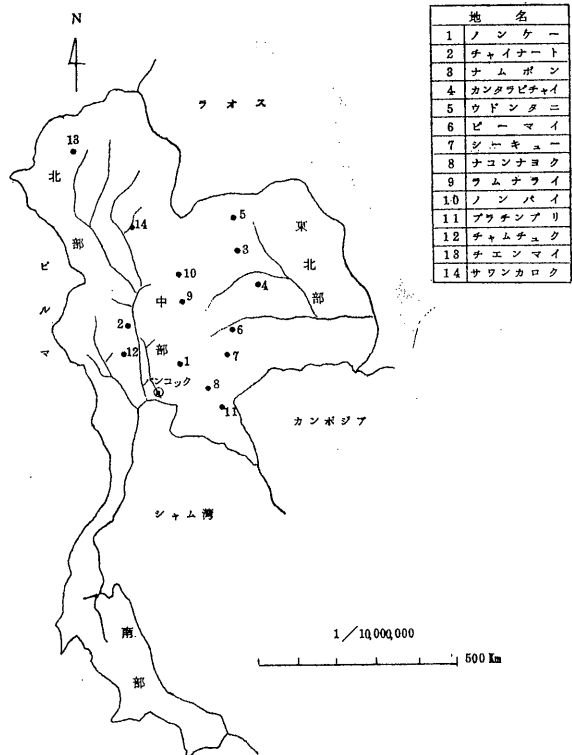 N
地名
1 ノンケー
2 チャイナート
3 ナムポン
4 カンタラビチャイ
5 ウドンタニ
6 ピーマイ
7 シーキュー
8 ナコンナヨク
9 ラムナライ
10 ノンパイ
11 プラチンブリ
12 チャムチュク
13 チエンマイ
14 サワンカロク
ラオス
13
北部
14
5
3
東北部
10
4
9
中部
ビルマ
2
6
12
1
7
バンコック
8
11
カンボジア
シャム湾
南部
1/10,000,000
500Km